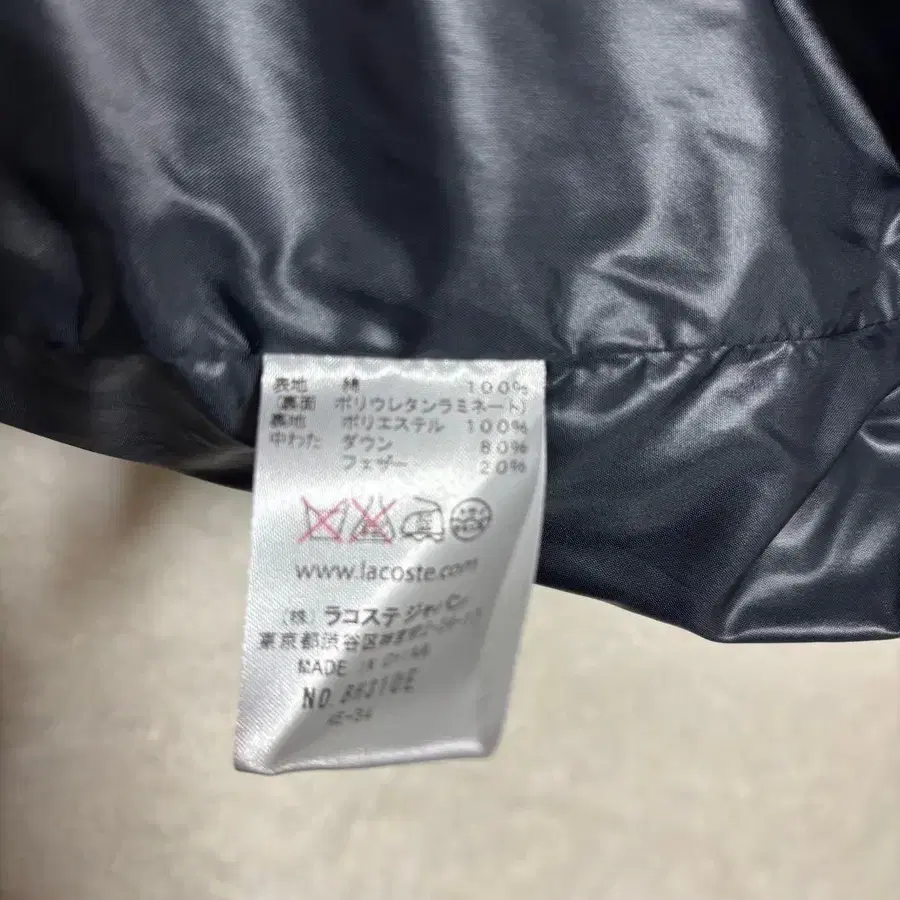 表地 綿 100%
(裏面 ポリウレタンラミネート)
裏地 ポリエステル 100%
中わた ダウン 80%
フェザー 20%
www.lacoste.com
(株) ラコステジャパン
東京都渋谷区
MADE IN
NO.